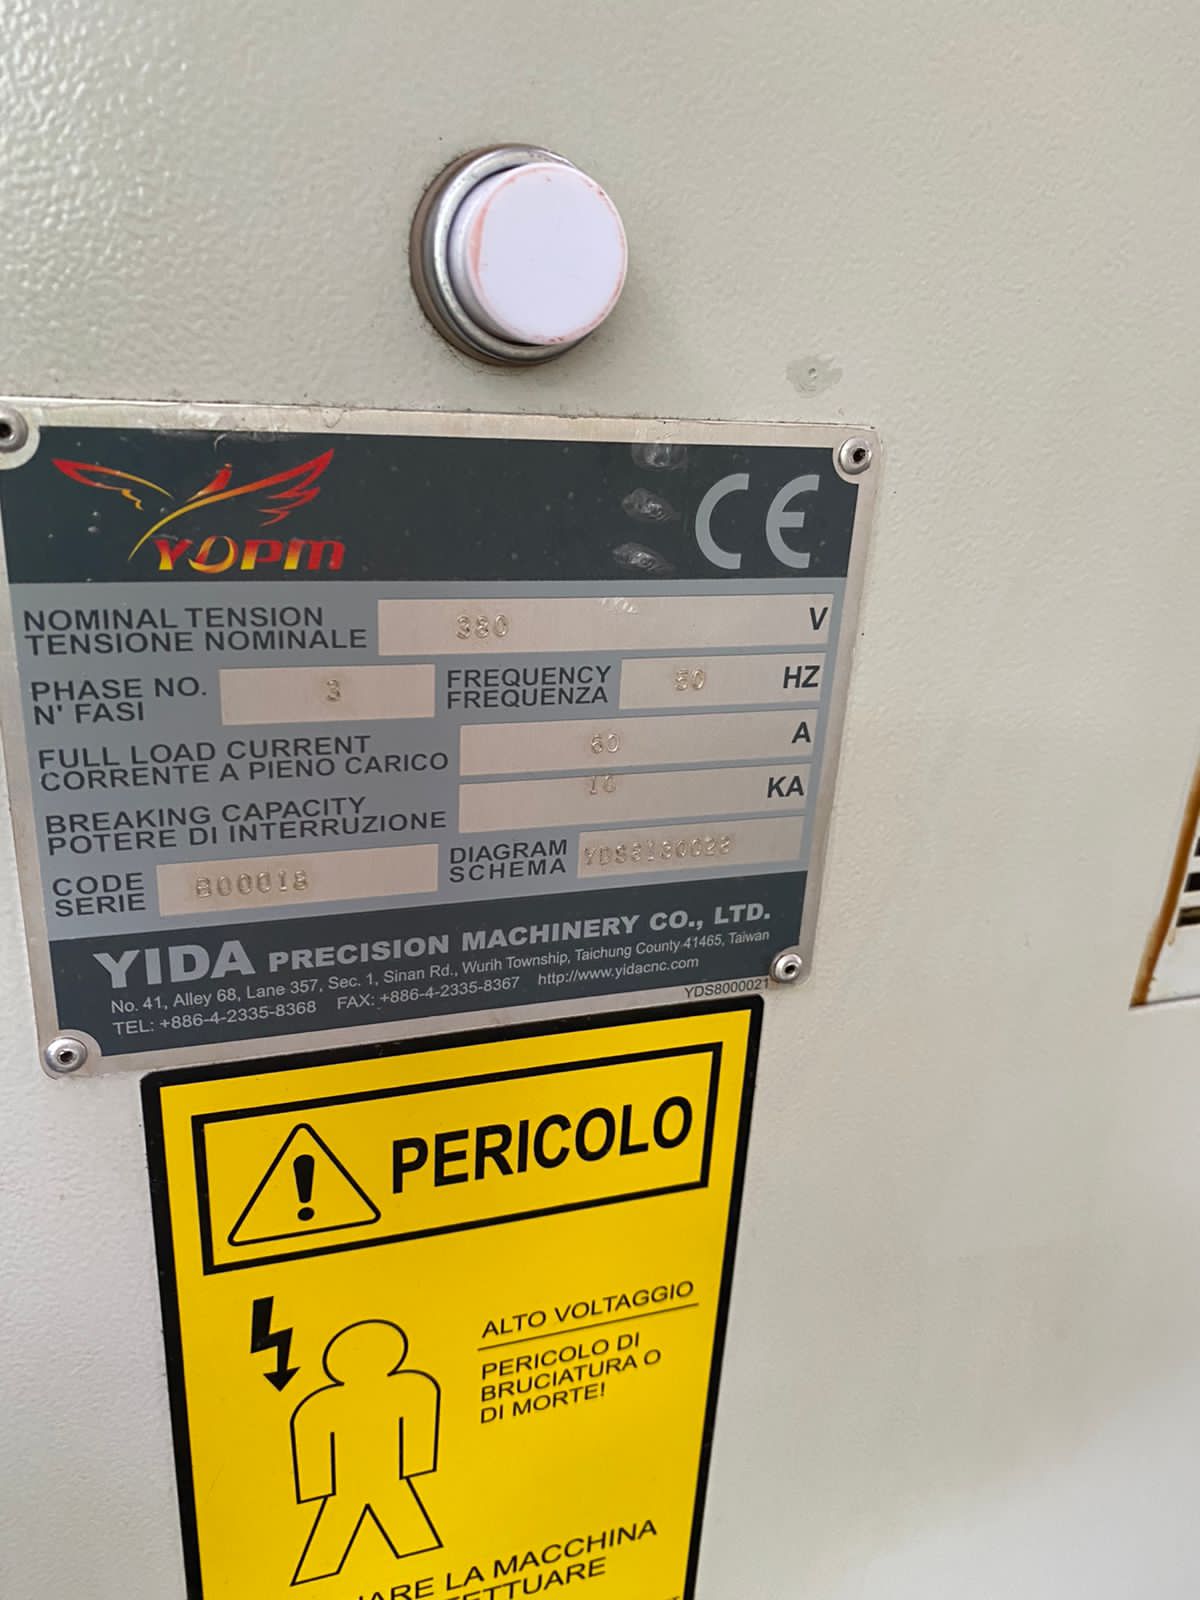 YDPM
CE
NOMINAL TENSION
TENSIONE NOMINALE
380
V
PHASE NO.
N' FASI
3
FREQUENCY
FREQUENZA
50
HZ
FULL LOAD CURRENT
CORRENTE A PIENO CARICO
60
A
BREAKING CAPACITY
POTERE DI INTERRUZIONE
10
KA
CODE
SERIE
DIAGRAM
SCHEMA
YIDA PRECISION MACHINERY CO., LTD.
No. 41, Alley 68, Lane 357, Sec. 1, Sinan Rd., Wurih Township, Taichung County 41465, Taiwan
TEL: +886-4-2335-8368 FAX: +886-4-2335-8367 http://www.yidacnc.com
YDS8000021
PERICOLO
ALTO VOLTAGGIO
PERICOLO DI
BRUCIATURA O
DI MORTE!
LA MACCHINA